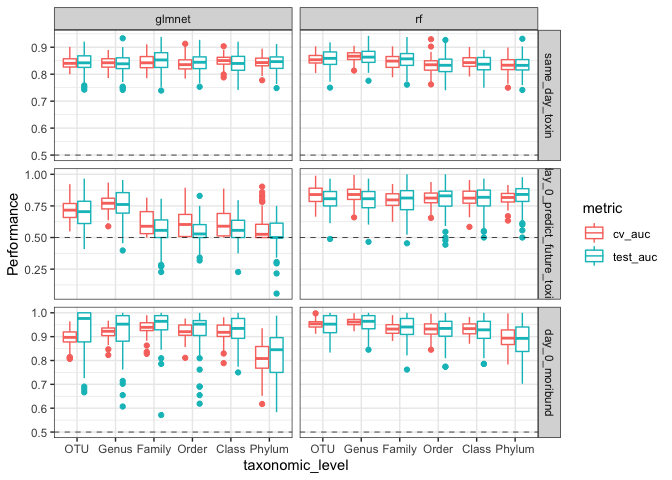 glmnet rf
0.9
0.8
0.7
0.6
0.5
same_day_toxin
1.00
0.75
0.50
0.25
lay_0_predict_future_toxi
1.0
0.9
0.8
0.7
0.6
0.5
day_0_moribund
Performance
OTU Genus Family Order Class Phylum OTU Genus Family Order Class Phylum
taxonomic_level
metric
cv_auc
test_auc